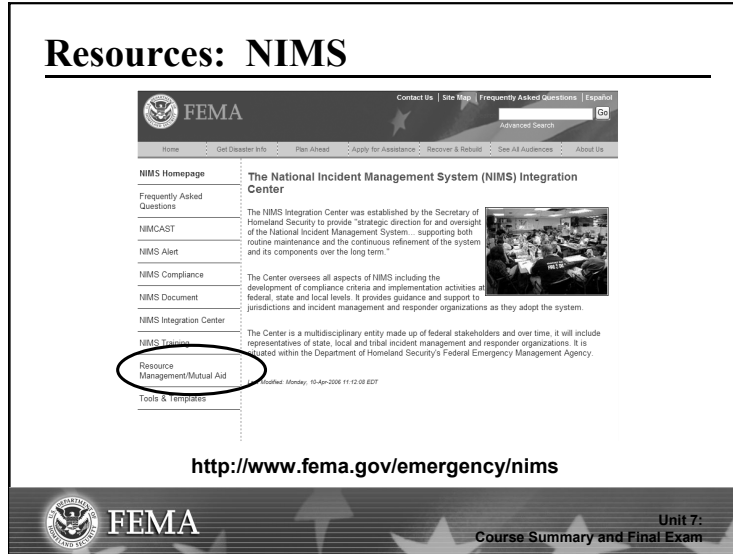 Resources: NIMS
FEMA
Contact Us | Site Map | Frequently Asked Questions | Español
Go
Advanced Search
Home
Get Disaster Info
Plan Ahead
Apply for Assistance
Recover & Rebuild
See All Audiences
About Us
NIMS Homepage
Frequently Asked
Questions
NIMCAST
NIMS Alert
NIMS Compliance
NIMS Document
NIMS Integration Center
NIMS Training
Resource
Management/Mutual Aid
Tools & Templates
The National Incident Management System (NIMS) Integration
Center
The NIMS Integration Center was established by the Secretary of
Homeland Security to provide "strategic direction for and oversight
of the National Incident Management System... supporting both
routine maintenance and the continuous refinement of the system
and its components over the long term."
The Center oversees all aspects of NIMS including the
development of compliance criteria and implementation activities at
federal, state and local levels. It provides guidance and support to
jurisdictions and incident management and responder organizations as they adopt the system.
The Center is a multidisciplinary entity made up of federal stakeholders and over time, it will include
representatives of state, local and tribal incident management and responder organizations. It is
situated within the Department of Homeland Security's Federal Emergency Management Agency.
Last Modified: Monday, 10-Apr-2006 11:12:08 EDT
http://www.fema.gov/emergency/nims
U.S. DEPARTMENT OF HOMELAND SECURITY
FEMA
Unit 7:
Course Summary and Final Exam